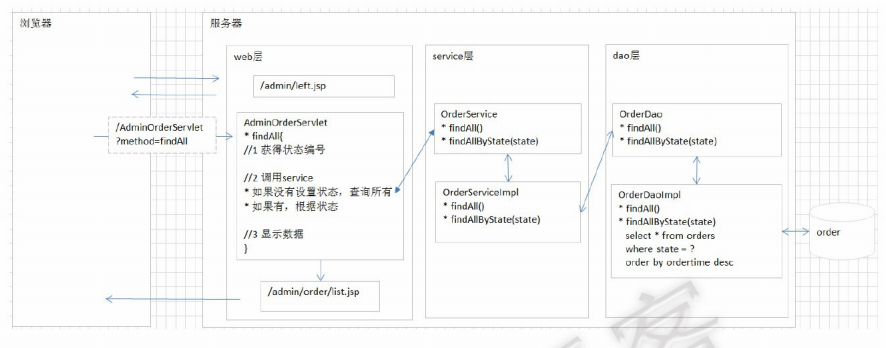 浏览器
服务器
web层
/admin/left.jsp
/AdminOrderServlet
?method=findAll
AdminOrderServlet
* findAll{
//1 获得状态编号
//2 调用service
* 如果没有设置状态，查询所有
* 如果有，根据状态
//3 显示数据
}
/admin/order/list.jsp
service层
OrderService
* findAll()
* findAllByState(state)
OrderServiceImpl
* findAll()
* findAllByState(state)
dao层
OrderDao
* findAll()
* findAllByState(state)
OrderDaoImpl
* findAll()
* findAllByState(state)
select * from orders
where state = ?
order by ordertime desc
order
客